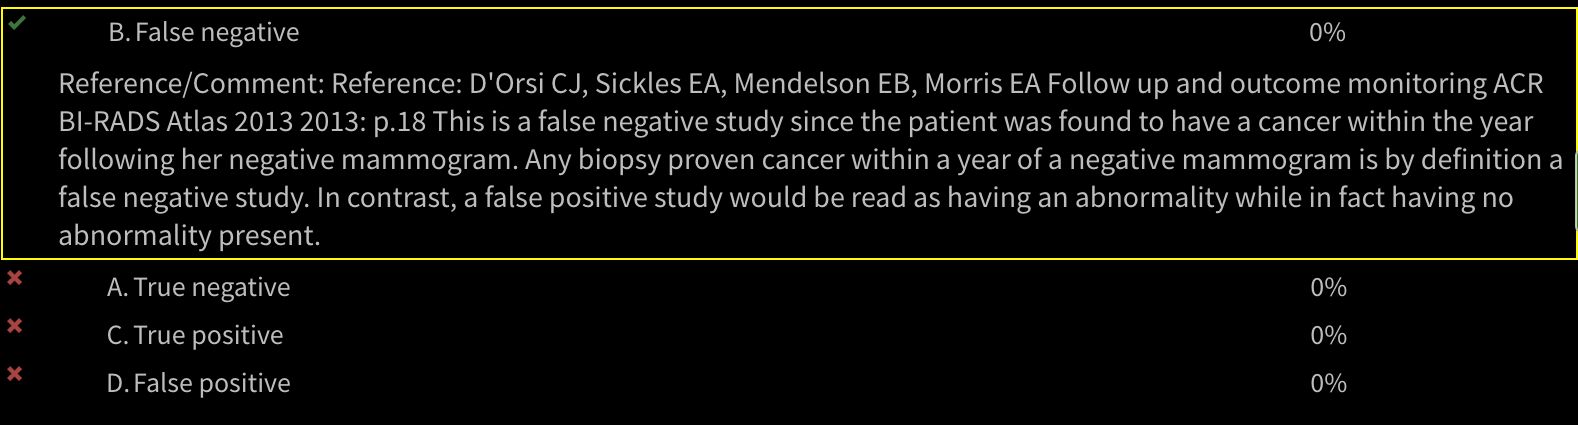 B. False negative 0%
Reference/Comment: Reference: D'Orsi CJ, Sickles EA, Mendelson EB, Morris EA Follow up and outcome monitoring ACR
BI-RADS Atlas 2013 2013: p.18 This is a false negative study since the patient was found to have a cancer within the year
following her negative mammogram. Any biopsy proven cancer within a year of a negative mammogram is by definition a
false negative study. In contrast, a false positive study would be read as having an abnormality while in fact having no
abnormality present.
A. True negative 0%
C. True positive 0%
D. False positive 0%